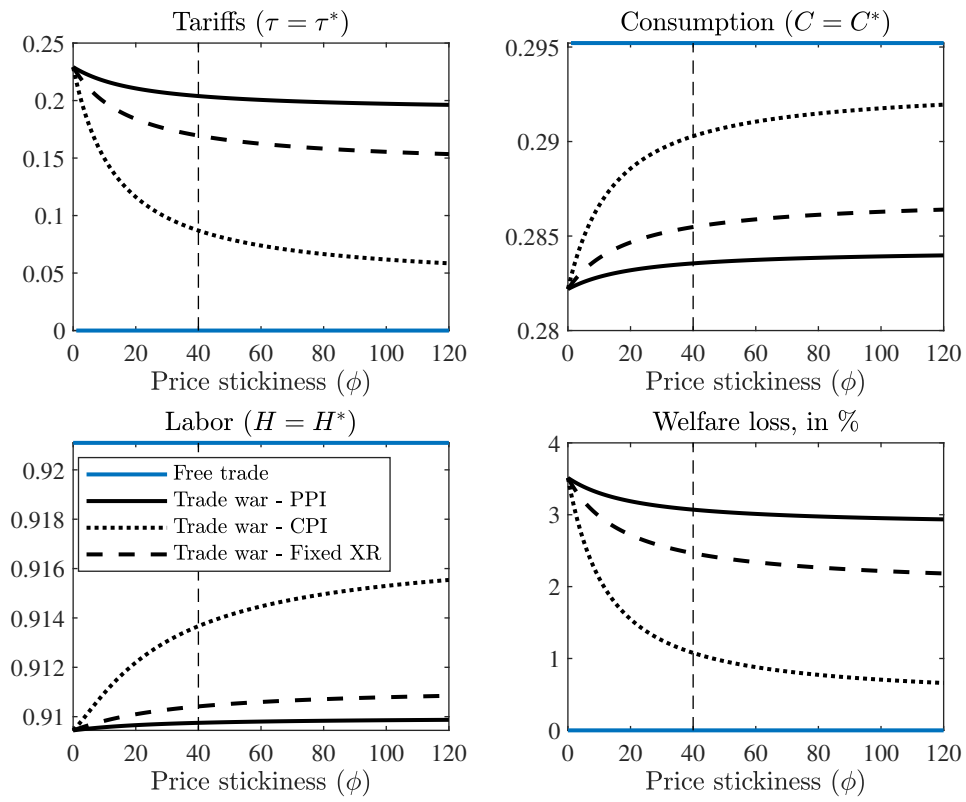 Tariffs (τ = τ*)
0.25
0.2
0.15
0.1
0.05
0
0 20 40 60 80 100 120
Price stickiness (ϕ)
Consumption (C = C*)
0.295
0.29
0.285
0.28
0 20 40 60 80 100 120
Price stickiness (ϕ)
Labor (H = H*)
0.92
0.918
0.916
0.914
0.912
0.91
Free trade
Trade war - PPI
Trade war - CPI
Trade war - Fixed XR
0 20 40 60 80 100 120
Price stickiness (ϕ)
Welfare loss, in %
4
3
2
1
0
0 20 40 60 80 100 120
Price stickiness (ϕ)